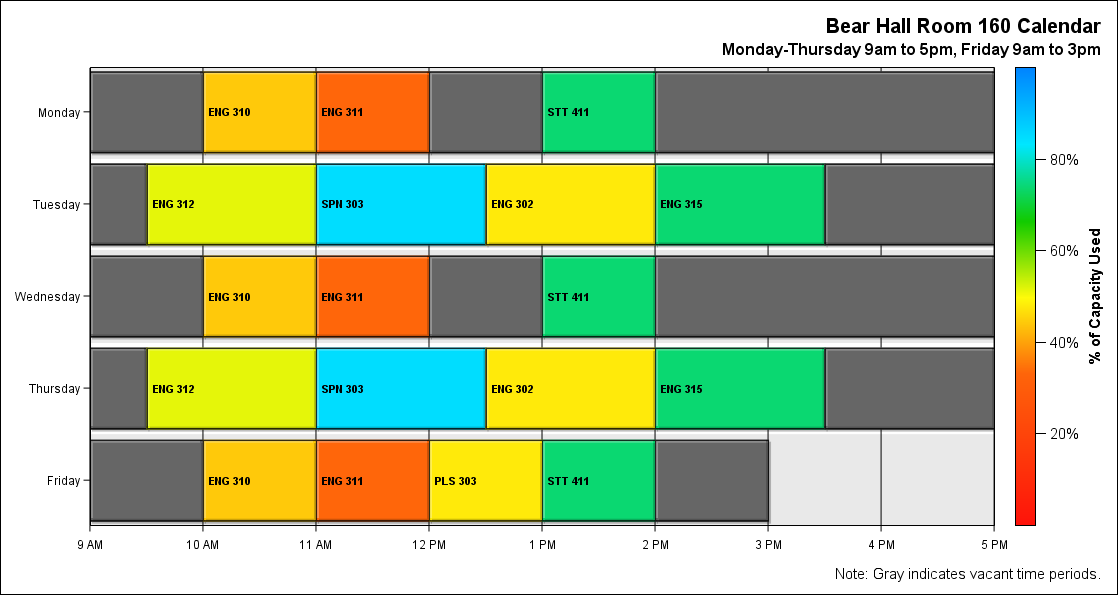 Bear Hall Room 160 Calendar
Monday-Thursday 9am to 5pm, Friday 9am to 3pm
Monday
ENG 310
ENG 311
STT 411
Tuesday
ENG 312
SPN 303
ENG 302
ENG 315
Wednesday
ENG 310
ENG 311
STT 411
Thursday
ENG 312
SPN 303
ENG 302
ENG 315
Friday
ENG 310
ENG 311
PLS 303
STT 411
9 AM
10 AM
11 AM
12 PM
1 PM
2 PM
3 PM
4 PM
5 PM
80%
60%
40%
20%
% of Capacity Used
Note: Gray indicates vacant time periods.